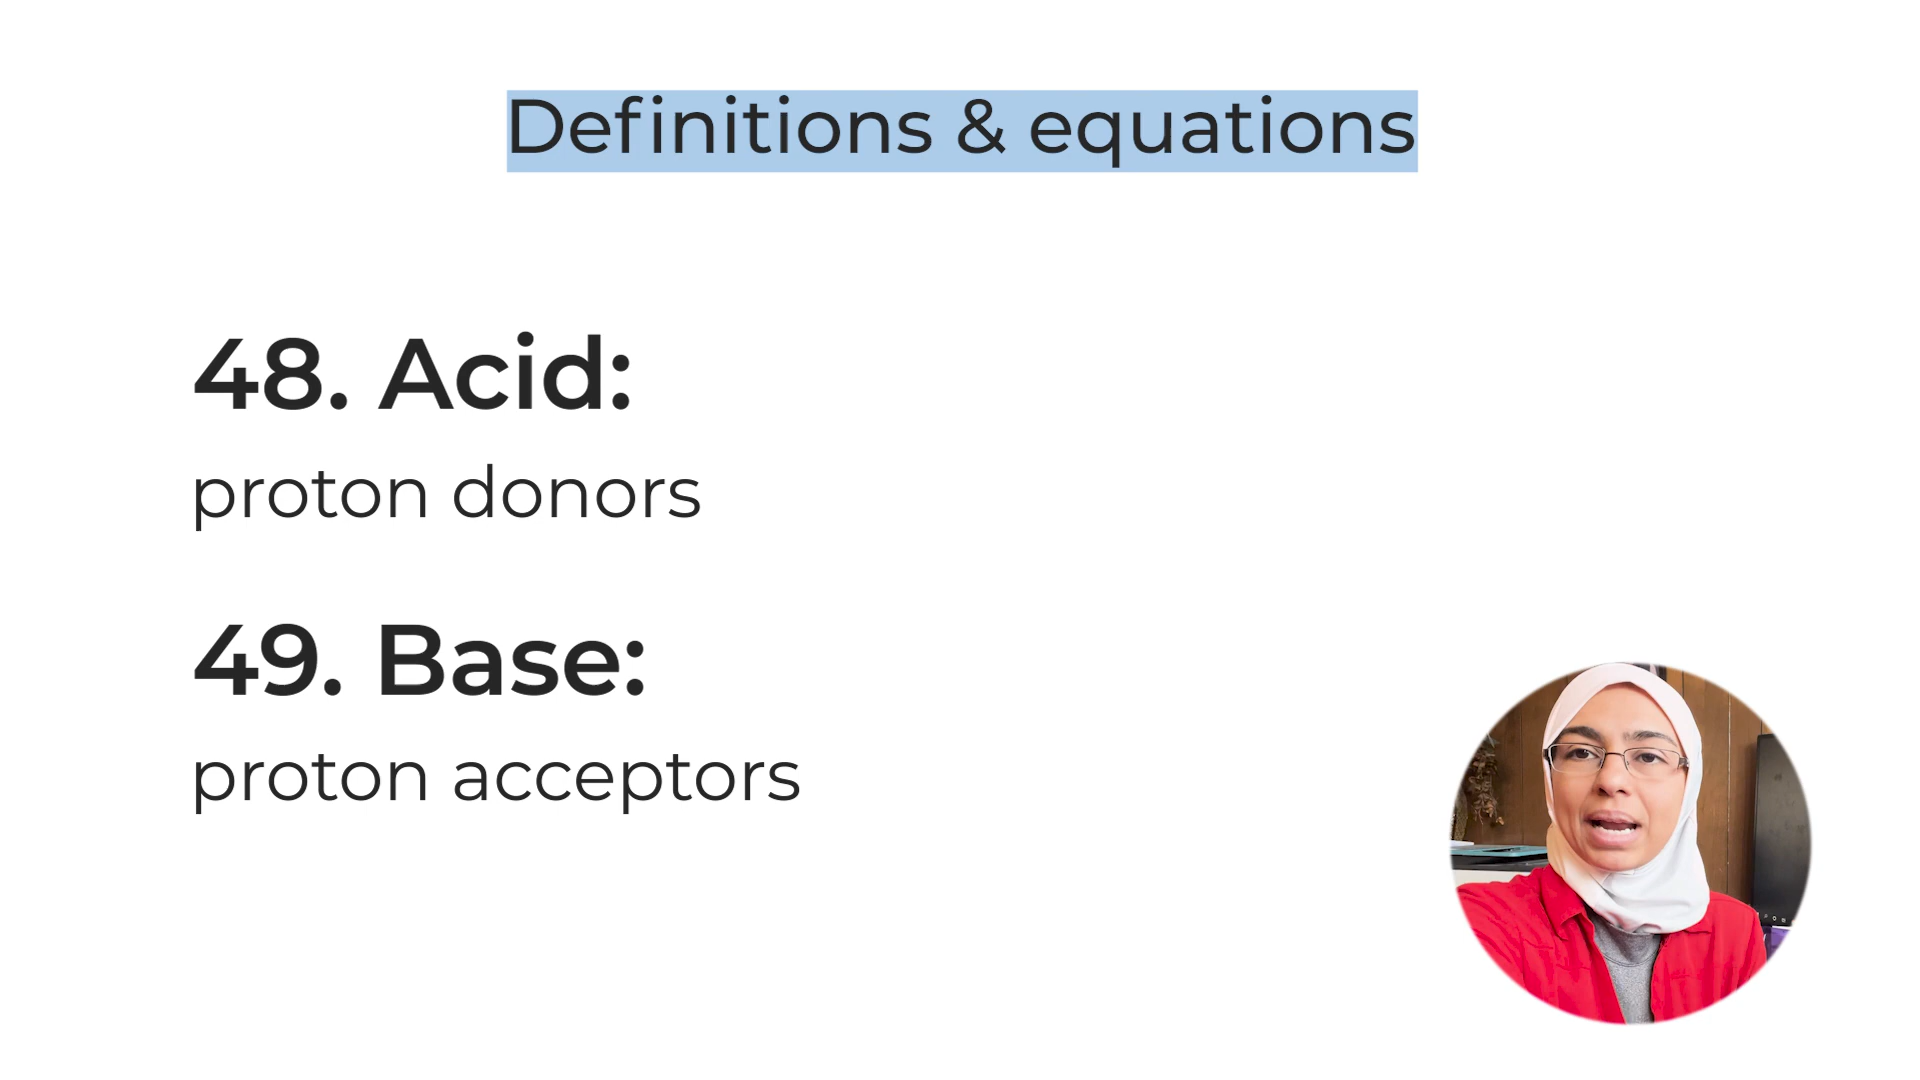 Definitions & equations
48. Acid:
proton donors
49. Base:
proton acceptors